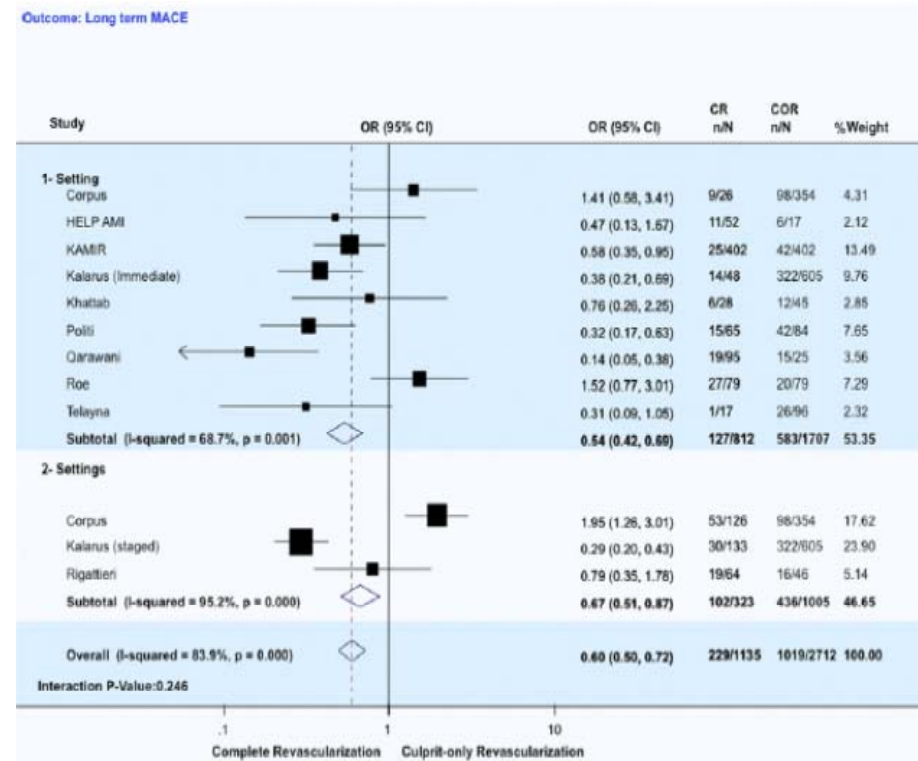 Outcome: Long term MACE
Study OR (95% CI) OR (95% CI) CR n/N COR n/N %Weight
1- Setting
Corpus 1.41 (0.58, 3.41) 9/26 98/354 4.31
HELP AMI 0.47 (0.13, 1.67) 11/52 6/17 2.12
KAMIR 0.58 (0.35, 0.95) 25/402 42/402 13.49
Kalarus (Immediate) 0.38 (0.21, 0.69) 14/48 322/605 9.76
Khattab 0.76 (0.26, 2.25) 6/28 12/45 2.85
Politi 0.32 (0.17, 0.63) 15/65 42/84 7.65
Qarawani 0.14 (0.05, 0.38) 19/95 15/25 3.56
Roe 1.52 (0.77, 3.01) 27/79 20/79 7.29
Telayna 0.31 (0.09, 1.05) 1/17 26/96 2.32
Subtotal (I-squared = 68.7%, p = 0.001) 0.54 (0.42, 0.69) 127/812 583/1707 53.35
2- Settings
Corpus 1.95 (1.26, 3.01) 53/126 98/354 17.62
Kalarus (staged) 0.29 (0.20, 0.43) 30/133 322/605 23.90
Rigattieri 0.79 (0.35, 1.78) 19/64 16/46 5.14
Subtotal (I-squared = 95.2%, p = 0.000) 0.67 (0.51, 0.87) 102/323 436/1005 46.65
Overall (I-squared = 83.9%, p = 0.000) 0.60 (0.50, 0.72) 229/1135 1019/2712 100.00
Interaction P-Value:0.246
.1 1 10
Complete Revascularization Culprit-only Revascularization